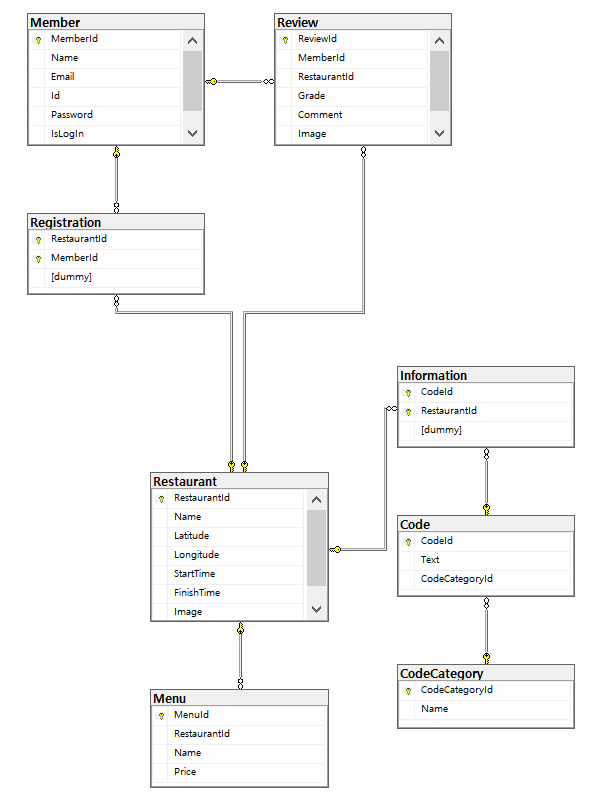 Member
MemberId
Name
Email
Id
Password
IsLogIn
Review
ReviewId
MemberId
RestaurantId
Grade
Comment
Image
Registration
RestaurantId
MemberId
[dummy]
Information
CodeId
RestaurantId
[dummy]
Restaurant
RestaurantId
Name
Latitude
Longitude
StartTime
FinishTime
Image
Code
CodeId
Text
CodeCategoryId
CodeCategory
CodeCategoryId
Name
Menu
MenuId
RestaurantId
Name
Price